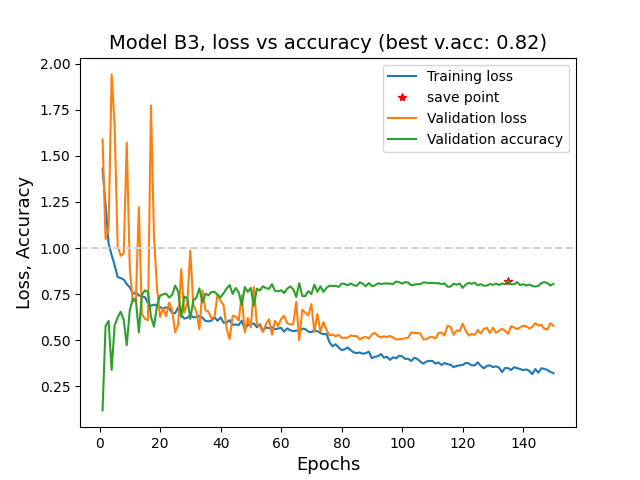 Model B3, loss vs accuracy (best v.acc: 0.82)
Training loss
save point
Validation loss
Validation accuracy
Loss, Accuracy
2.00
1.75
1.50
1.25
1.00
0.75
0.50
0.25
0 20 40 60 80 100 120 140
Epochs